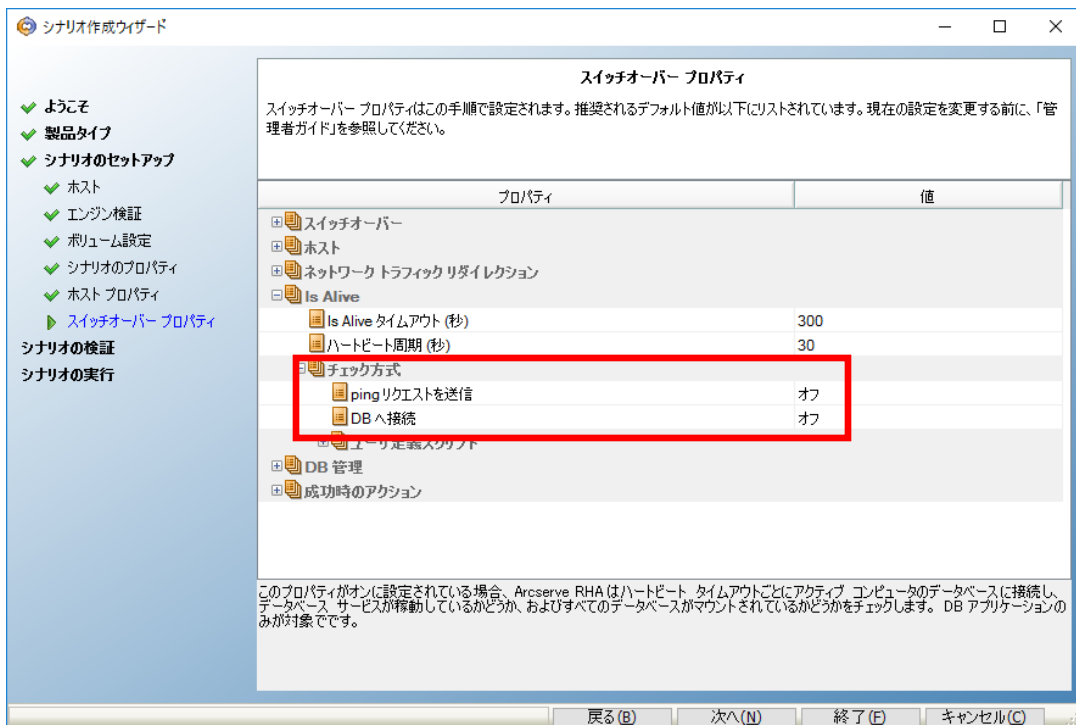 シナリオ作成ウィザード
ようこそ
製品タイプ
シナリオのセットアップ
ホスト
エンジン検証
ボリューム設定
シナリオのプロパティ
ホスト プロパティ
スイッチオーバー プロパティ
シナリオの検証
シナリオの実行
スイッチオーバー プロパティ
スイッチオーバー プロパティはこの手順で設定されます。推奨されるデフォルト値が以下にリストされています。現在の設定を変更する前に、「管
理者ガイド」を参照してください。
プロパティ 値
スイッチオーバー
ホスト
ネットワーク トラフィック リダイレクション
Is Alive
Is Alive タイムアウト (秒) 300
ハートビート周期 (秒) 30
チェック方式
ping リクエストを送信 オフ
DB へ接続 オフ
ユーザ定義スクリプト
DB 管理
成功時のアクション
このプロパティがオンに設定されている場合、Arcserve RHA はハートビート タイムアウトごとにアクティブ コンピュータのデータベースに接続し、
データベース サービスが稼動しているかどうか、およびすべてのデータベースがマウントされているかどうかをチェックします。 DB アプリケーションの
みが対象でです。
戻る(B) 次へ(N) 終了(F) キャンセル(C)